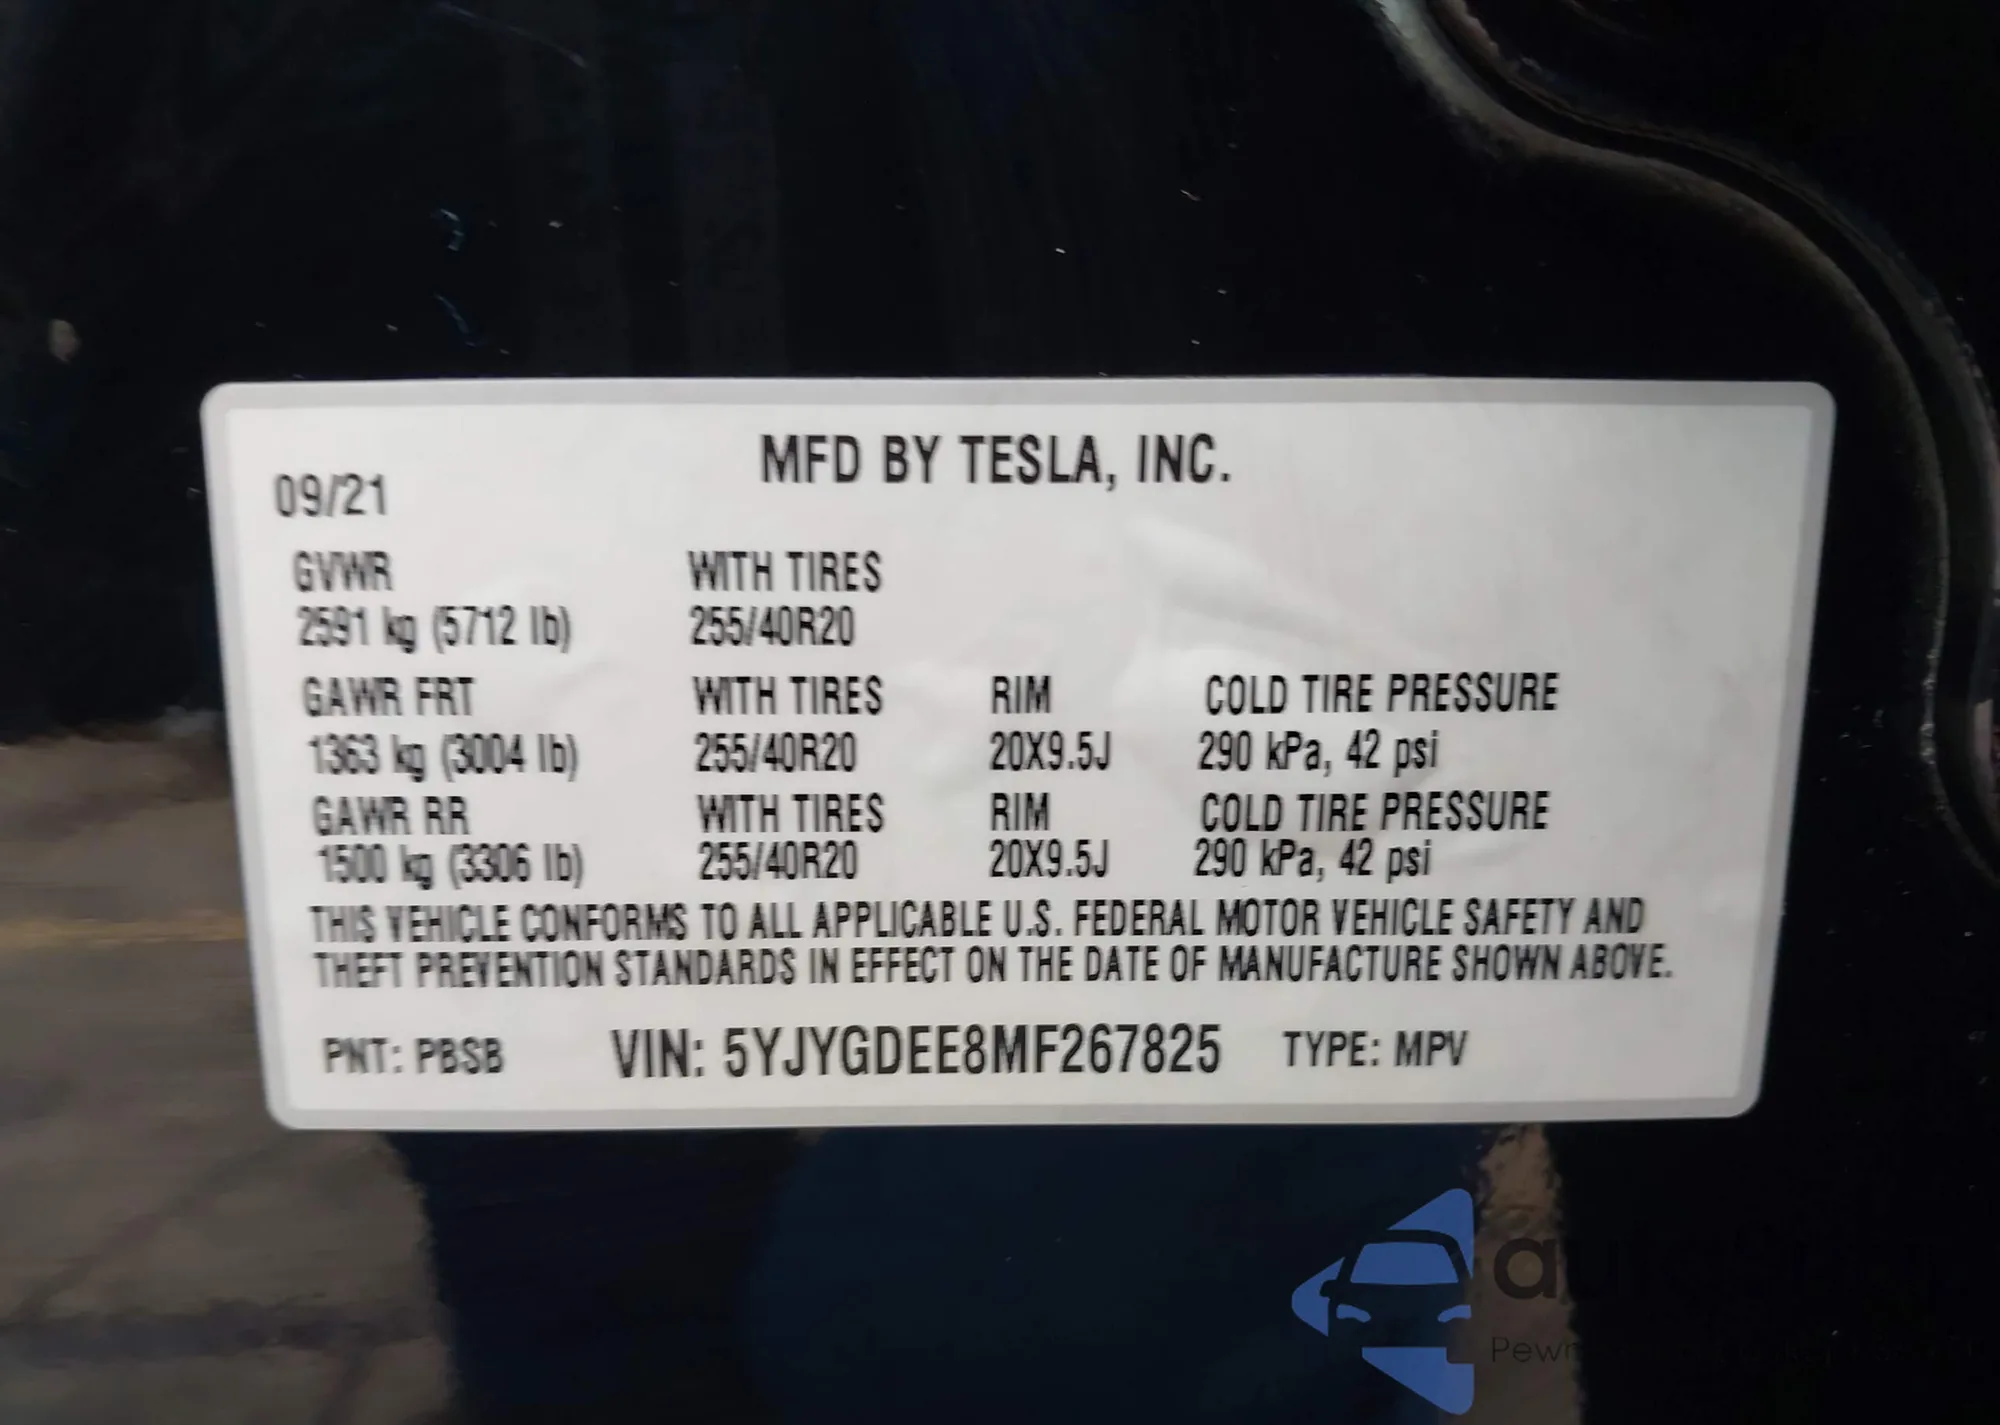 MFD BY TESLA, INC.
09/21
GVWR WITH TIRES
2591 kg (5712 lb) 255/40R20
GAWR FRT WITH TIRES RIM COLD TIRE PRESSURE
1363 kg (3004 lb) 255/40R20 20X9.5J 290 kPa, 42 psi
GAWR RR WITH TIRES RIM COLD TIRE PRESSURE
1500 kg (3306 lb) 255/40R20 20X9.5J 290 kPa, 42 psi
THIS VEHICLE CONFORMS TO ALL APPLICABLE U.S. FEDERAL MOTOR VEHICLE SAFETY AND
THEFT PREVENTION STANDARDS IN EFFECT ON THE DATE OF MANUFACTURE SHOWN ABOVE.
PNT: PBSB VIN: 5YJYGDEE8MF267825 TYPE: MPV